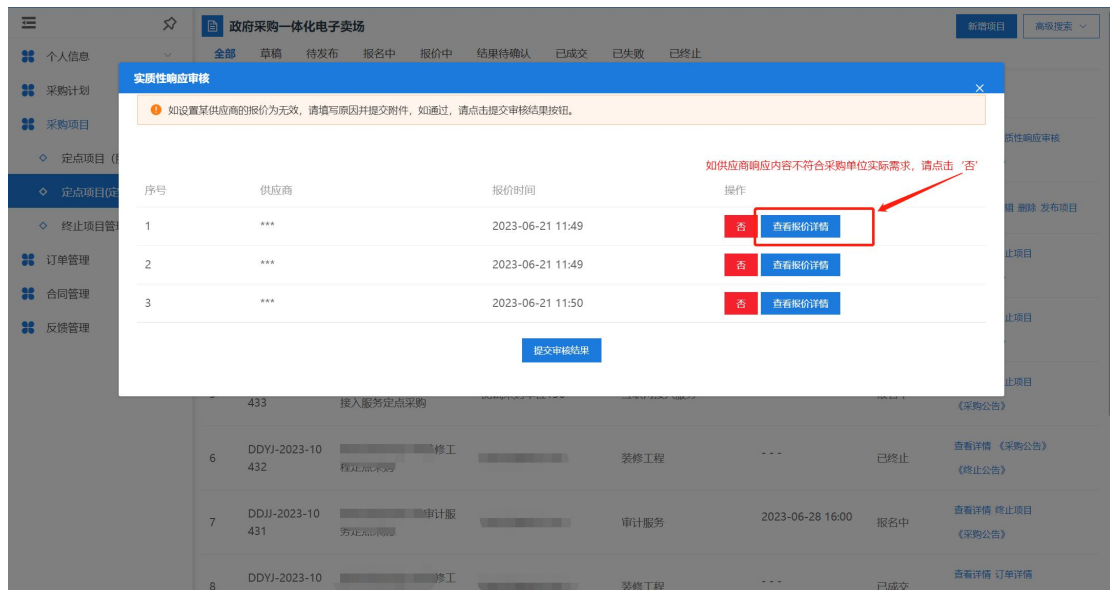 政府采购一体化电子卖场
新增项目
高级搜索
个人信息
采购计划
采购项目
定点项目 (
定点项目(定
终止项目管
订单管理
合同管理
反馈管理
全部 草稿 待发布 报名中 报价中 结果待确认 已成交 已失败 已终止
实质性响应审核
如设置某供应商的报价为无效，请填写原因并提交附件，如通过，请点击提交审核结果按钮。
如供应商响应内容不符合采购单位实际需求，请点击‘否’
序号 供应商 报价时间 操作
1 *** 2023-06-21 11:49 否 查看报价详情
2 *** 2023-06-21 11:49 否 查看报价详情
3 *** 2023-06-21 11:50 否 查看报价详情
提交审核结果
质性响应审核
辑 删除 发布项目
止项目
止项目
止项目
433 接入服务定点采购
《采购公告》
6 DDYJ-2023-10 修工 装修工程 - - - 已终止 查看详情 《采购公告》
432 程定点采购 《终止公告》
7 DDJJ-2023-10 审计服 审计服务 2023-06-28 16:00 报名中 查看详情 终止项目
431 务定点采购 《采购公告》
8 DDYJ-2023-10 修工 装修工程 - - - 已成交 查看详情 订单详情